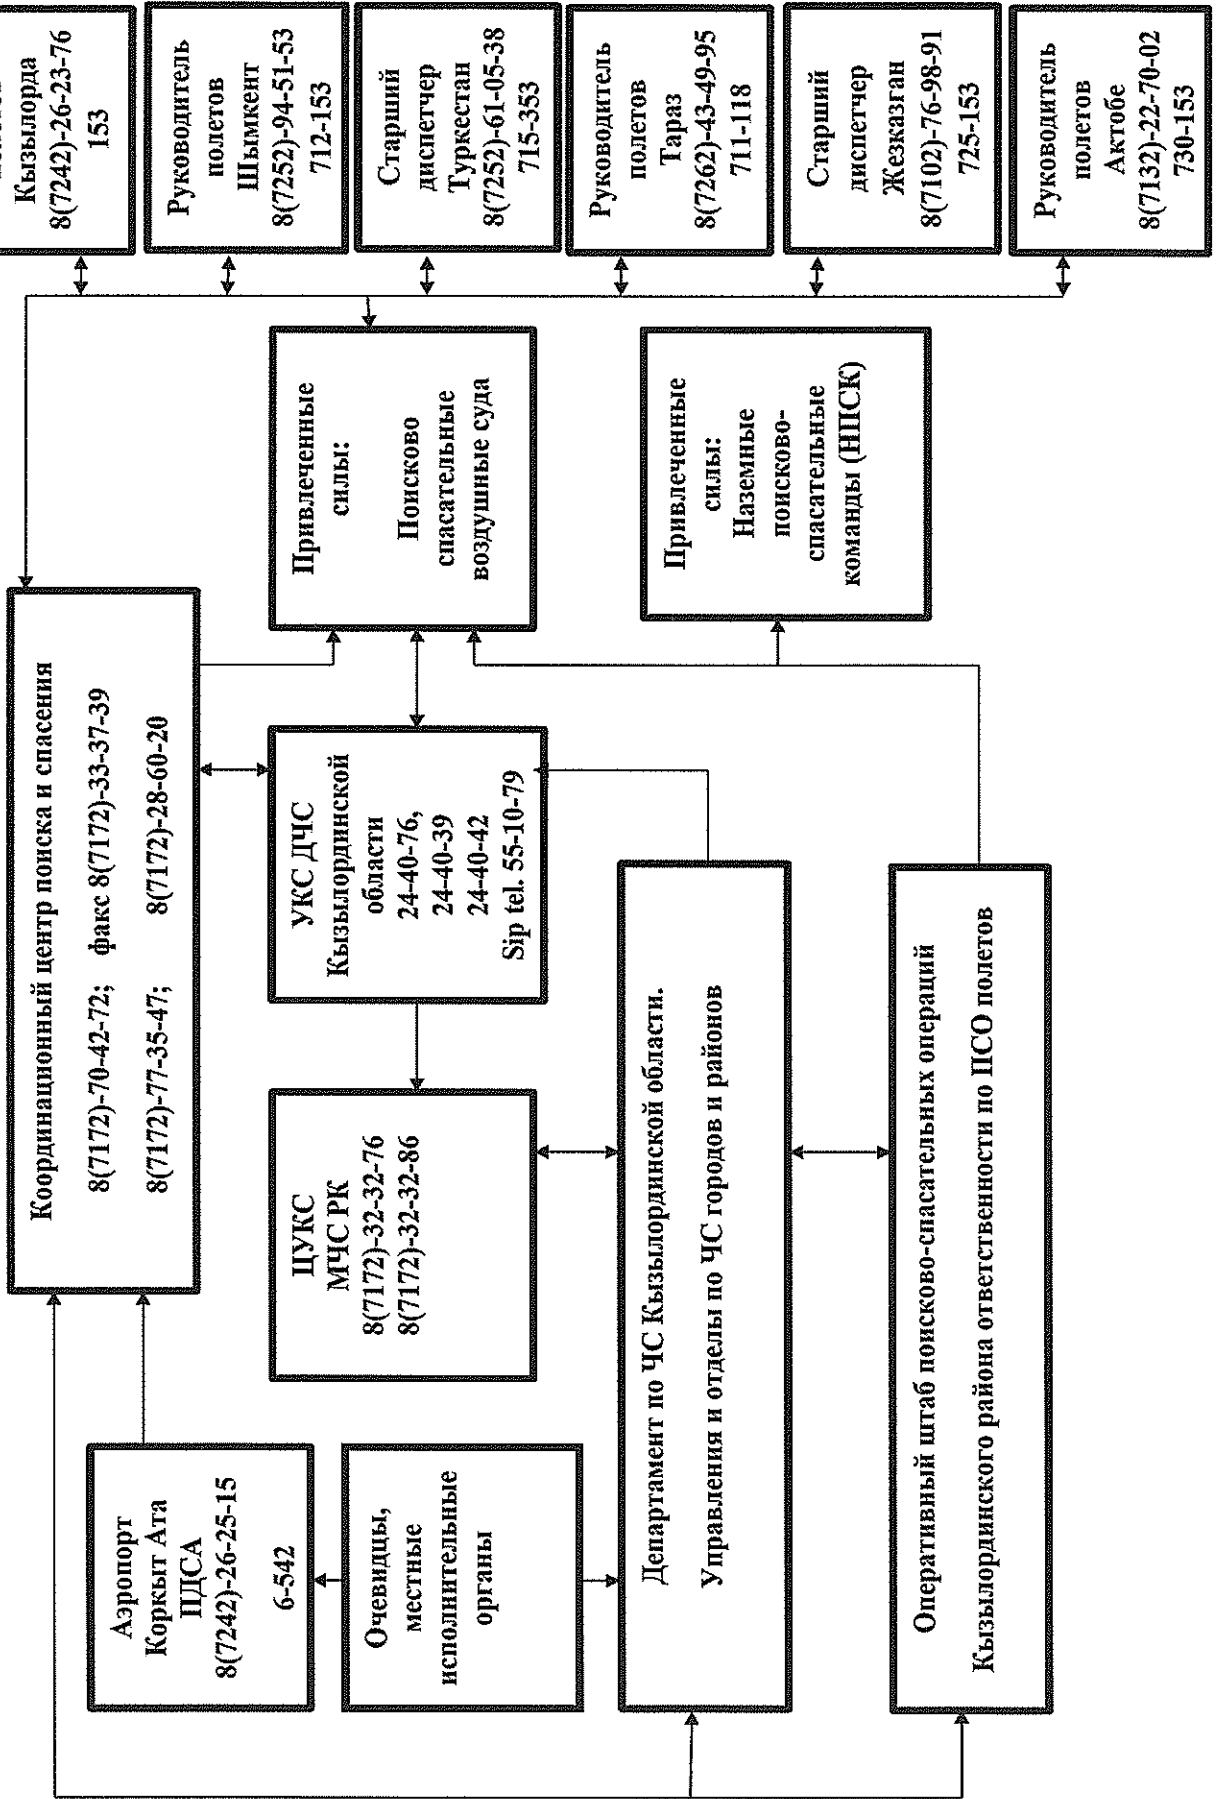 Координационный центр поиска и спасения
8(7172)-70-42-72; факс 8(7172)-33-37-39
8(7172)-77-35-47; 8(7172)-28-60-20
Аэропорт
Коркыт Ата
ПДСА
8(7242)-26-25-15
6-542
Очевидцы,
местные
исполнительные
органы
ЦУКС
МЧС РК
8(7172)-32-32-76
8(7172)-32-32-86
УКС ДЧС
Кызылординской
области
24-40-76,
24-40-39
24-40-42
Sip tel. 55-10-79
Привлеченные
силы:
Поисково
спасательные
воздушные суда
Привлеченные
силы:
Наземные
поисково-
спасательные
команды (НПСК)
Департамент по ЧС Кызылординской области.
Управления и отделы по ЧС городов и районов
Оперативный штаб поисково-спасательных операций
Кызылординского района ответственности по ПСО полетов
Кызылорда
8(7242)-26-23-76
153
Руководитель
полетов
Шымкент
8(7252)-94-51-53
712-153
Старший
диспетчер
Туркестан
8(7252)-61-05-38
715-353
Руководитель
полетов
Тараз
8(7262)-43-49-95
711-118
Старший
диспетчер
Жезказган
8(7102)-76-98-91
725-153
Руководитель
полетов
Актобе
8(7132)-22-70-02
730-153